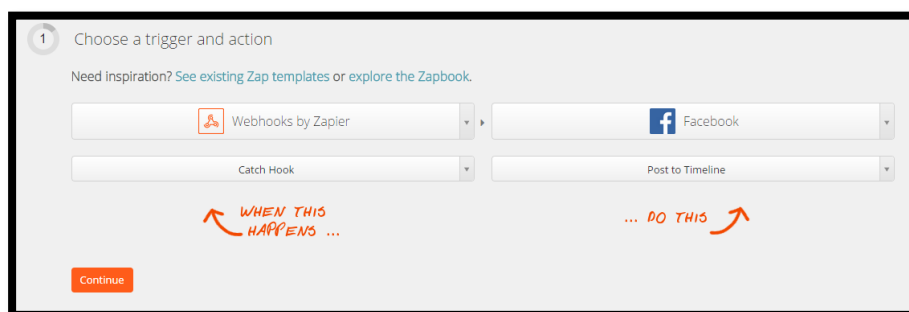 1 Choose a trigger and action
Need inspiration? See existing Zap templates or explore the Zapbook.
Webhooks by Zapier Facebook
Catch Hook Post to Timeline
WHEN THIS ... DO THIS
HAPPENS ...
Continue